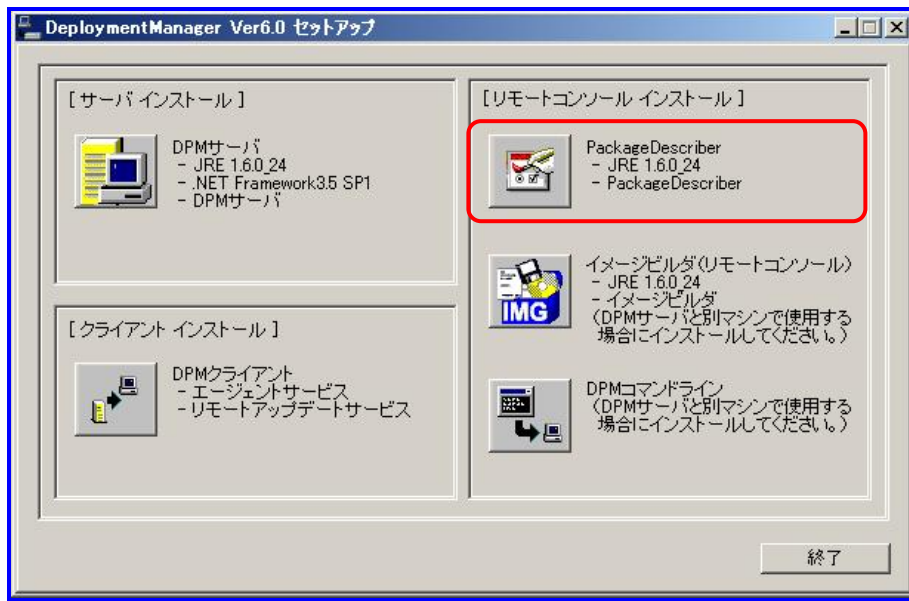 DeploymentManager Ver6.0 セットアップ
[ サーバ インストール ]
DPMサーバ
- JRE 1.6.0_24
- .NET Framework3.5 SP1
- DPMサーバ
[ クライアント インストール ]
DPMクライアント
- エージェントサービス
- リモートアップデートサービス
[ リモートコンソール インストール ]
PackageDescriber
- JRE 1.6.0_24
- PackageDescriber
イメージビルダ(リモートコンソール)
- JRE 1.6.0_24
- イメージビルダ
(DPMサーバと別マシンで使用する
場合にインストールしてください。)
IMG
DPMコマンドライン
(DPMサーバと別マシンで使用する
場合にインストールしてください。)
終了